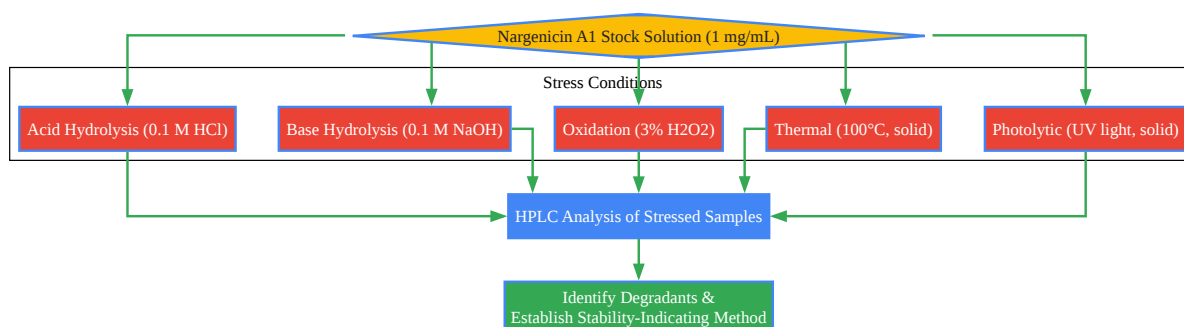 Nargenicin A1 Stock Solution (1 mg/mL)
Stress Conditions
Acid Hydrolysis (0.1 M HCl)
Base Hydrolysis (0.1 M NaOH)
Oxidation (3% H2O2)
Thermal (100°C, solid)
Photolytic (UV light, solid)
HPLC Analysis of Stressed Samples
Identify Degradants &
Establish Stability-Indicating Method